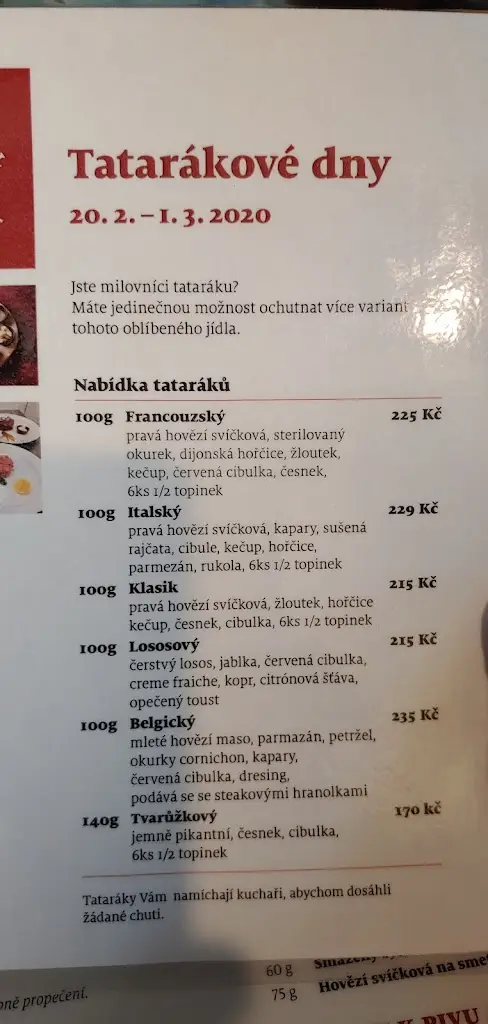 Tatarákové dny
20. 2. – 1. 3. 2020
Jste milovníci tataráku?
Máte jedinečnou možnost ochutnat více variant
tohoto oblíbeného jídla.
Nabídka tataráků
100g Francouzský 225 Kč
pravá hovězí svíčková, sterilovaný
okurek, dijonská hořčice, žloutek,
kečup, červená cibulka, česnek,
6ks 1/2 topinek
100g Italský 229 Kč
pravá hovězí svíčková, kapary, sušená
rajčata, cibule, kečup, hořčice,
parmezán, rukola, 6ks 1/2 topinek
100g Klasik 215 Kč
pravá hovězí svíčková, žloutek, hořčice
kečup, česnek, cibulka, 6ks 1/2 topinek
100g Lososový 215 Kč
čerstvý losos, jablka, červená cibulka,
creme fraiche, kopr, citrónová šťáva,
opečený toust
100g Belgický 235 Kč
mleté hovězí maso, parmazán, petržel,
okurky cornichon, kapary,
červená cibulka, dresing,
podává se se steakovými hranolkami
140g Tvarůžkový 170 kč
jemně pikantní, česnek, cibulka,
6ks 1/2 topinek
Tataráky Vám namíchají kuchaři, abychom dosáhli
žádané chuti.
60 g Smažený
propečení. 75 g Hovězí svíčková na
K PIVU